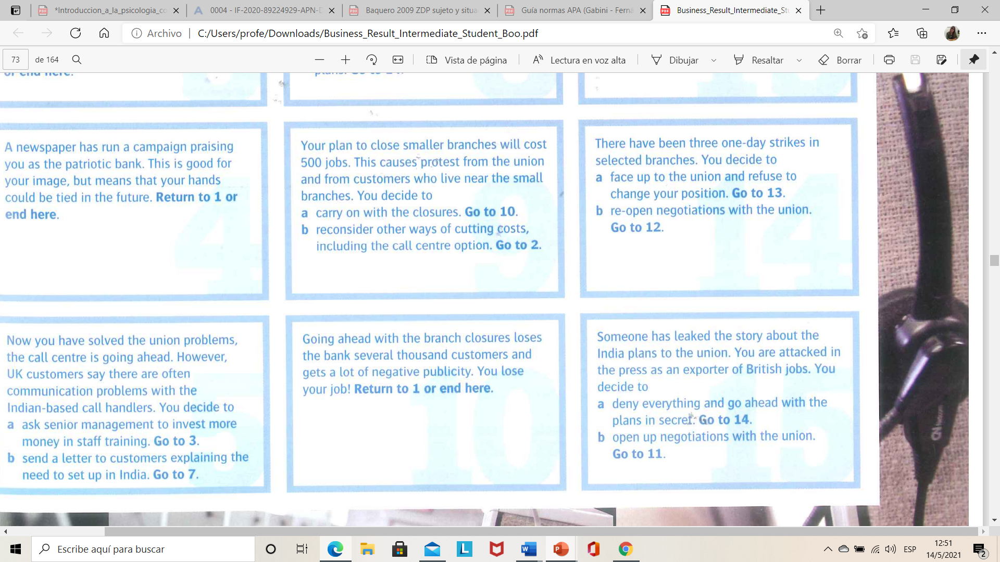 *Introduccion_a_la_psicologia_co
0004 - IF-2020-89224929-APN-D
Baquero 2009 ZDP sujeto y situa
Guía normas APA (Gabini - Ferna
Business_Result_Intermediate_Stu
Archivo
C:/Users/profe/Downloads/Business_Result_Intermediate_Student_Boo.pdf
73
de 164
Vista de página
Lectura en voz alta
Dibujar
Resaltar
Borrar
or end here.
A newspaper has run a campaign praising
you as the patriotic bank. This is good for
your image, but means that your hands
could be tied in the future. Return to 1 or
end here.
4
Your plan to close smaller branches will cost
500 jobs. This causes protest from the union
and from customers who live near the small
branches. You decide to
a carry on with the closures. Go to 10.
b reconsider other ways of cutting costs,
including the call centre option. Go to 2.
9
There have been three one-day strikes in
selected branches. You decide to
a face up to the union and refuse to
change your position. Go to 13.
b re-open negotiations with the union.
Go to 12.
14
Now you have solved the union problems,
the call centre is going ahead. However,
UK customers say there are often
communication problems with the
Indian-based call handlers. You decide to
a ask senior management to invest more
money in staff training. Go to 3.
b send a letter to customers explaining the
need to set up in India. Go to 7.
5
Going ahead with the branch closures loses
the bank several thousand customers and
gets a lot of negative publicity. You lose
your job! Return to 1 or end here.
10
Someone has leaked the story about the
India plans to the union. You are attacked in
the press as an exporter of British jobs. You
decide to
a deny everything and go ahead with the
plans in secret. Go to 14.
b open up negotiations with the union.
Go to 11.
15
Escribe aquí para buscar
ESP
12:51
14/5/2021
2